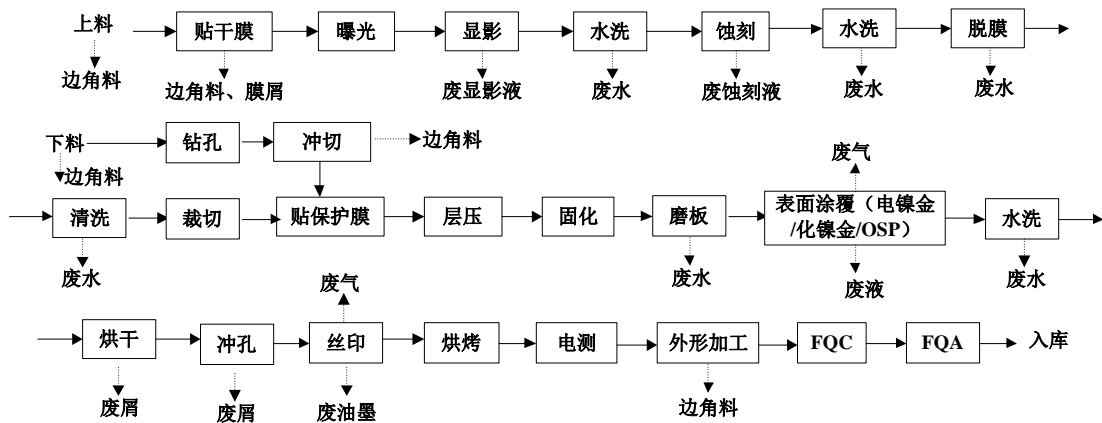 上料
贴干膜
曝光
显影
水洗
蚀刻
水洗
脱膜
边角料
边角料、膜屑
废显影液
废水
废蚀刻液
废水
废水
下料
钻孔
冲切
边角料
边角料
废气
清洗
裁切
贴保护膜
层压
固化
磨板
表面涂覆（电镍金
/化镍金/OSP）
水洗
废水
废水
废液
废水
废气
烘干
冲孔
丝印
烘烤
电测
外形加工
FQC
FQA
入库
废屑
废屑
废油墨
边角料